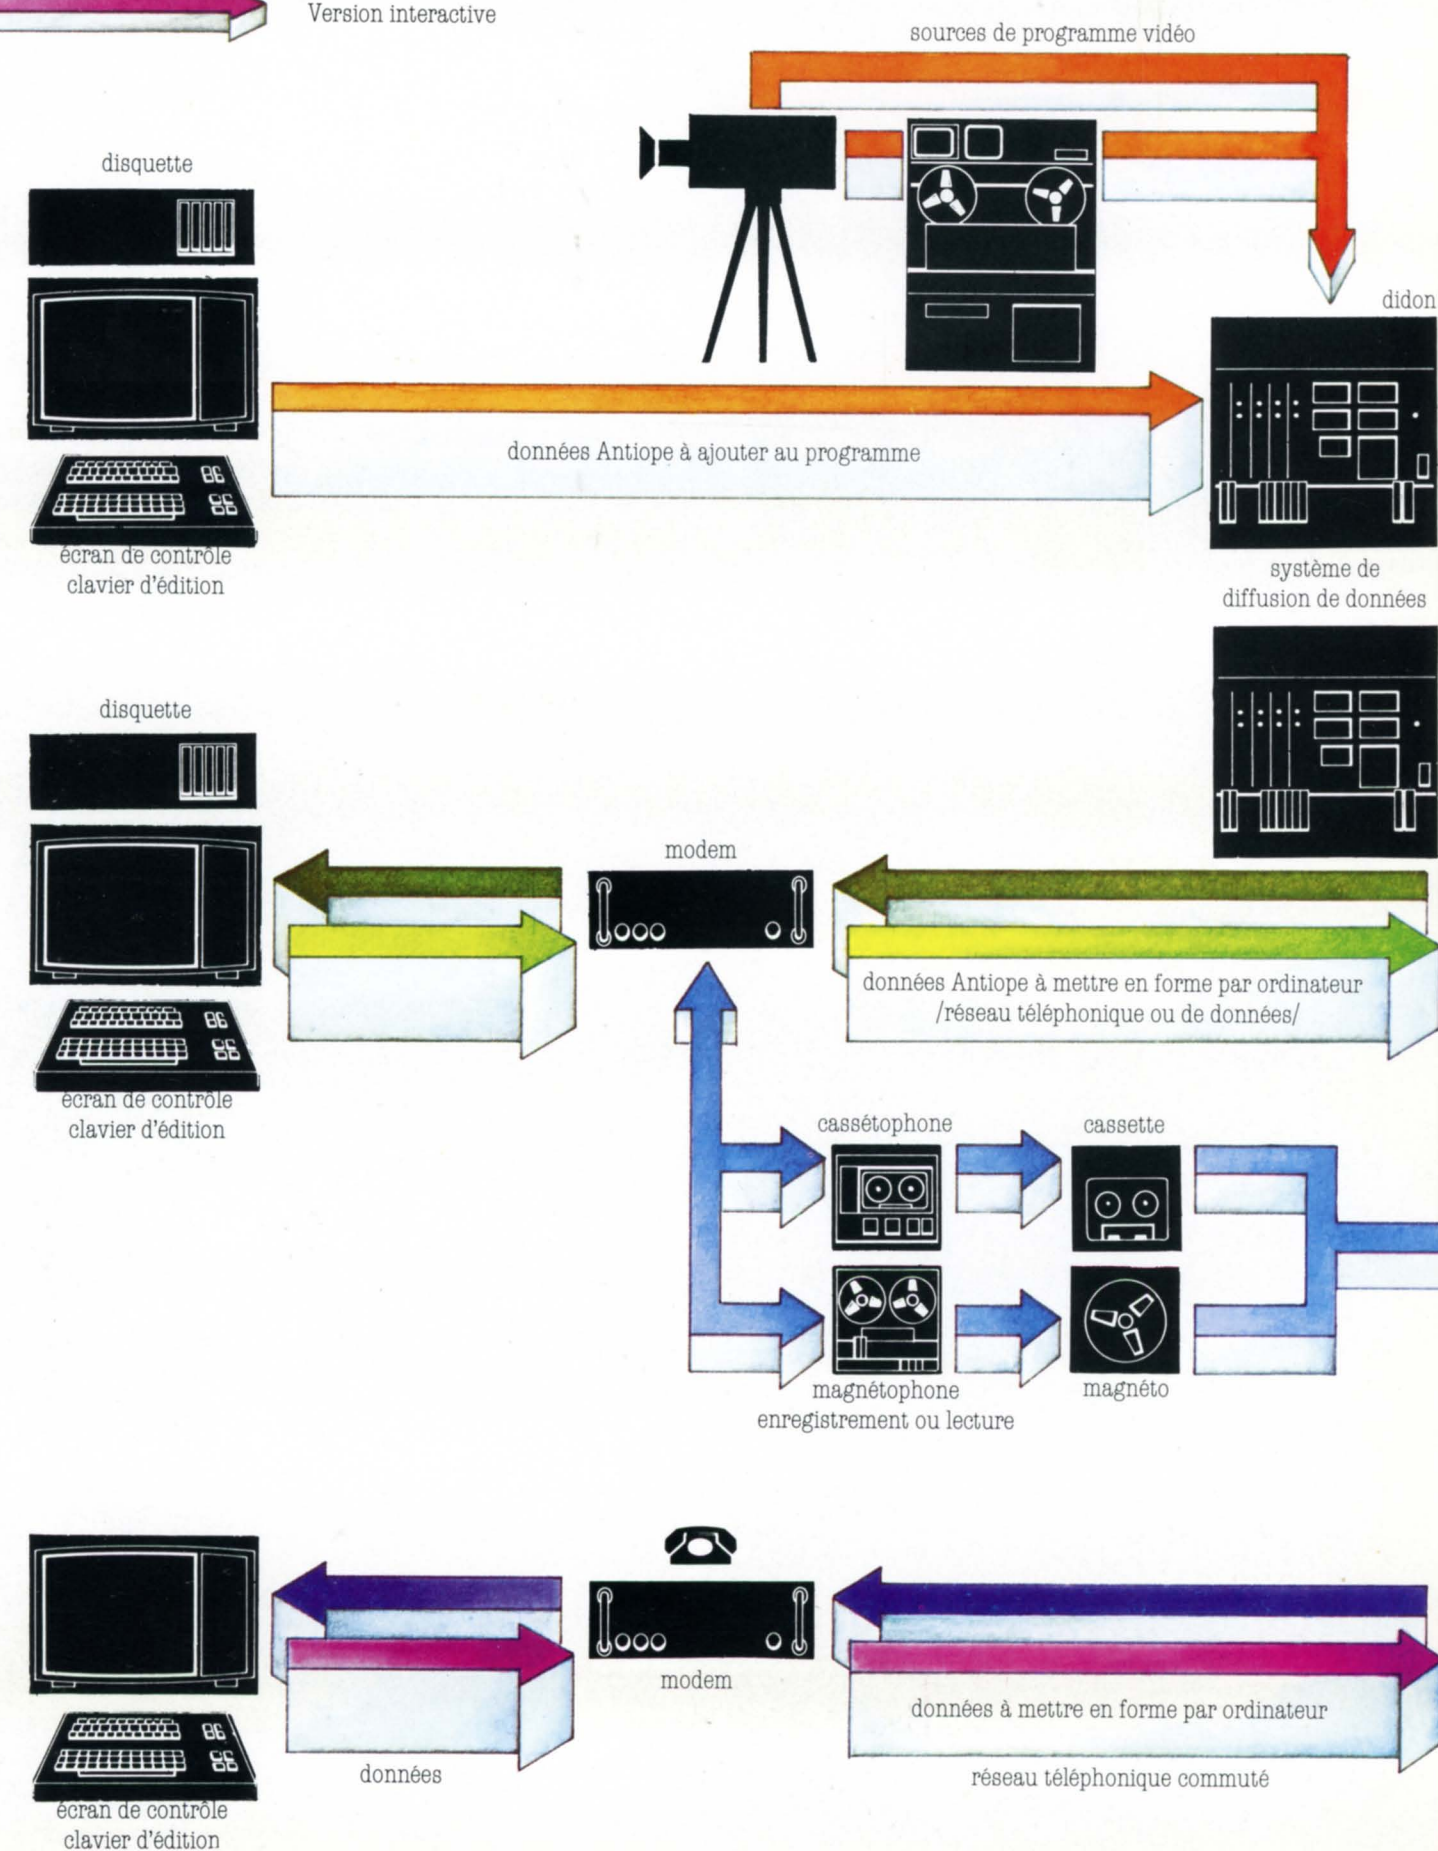 Version interactive
sources de programme vidéo
disquette
didon
données Antiope à ajouter au programme
écran de contrôle
clavier d'édition
système de
diffusion de données
disquette
modem
données Antiope à mettre en forme par ordinateur
/réseau téléphonique ou de données/
écran de contrôle
clavier d'édition
cassétophone
cassette
magnétophone
enregistrement ou lecture
magnéto
modem
données à mettre en forme par ordinateur
données
réseau téléphonique commuté
écran de contrôle
clavier d'édition